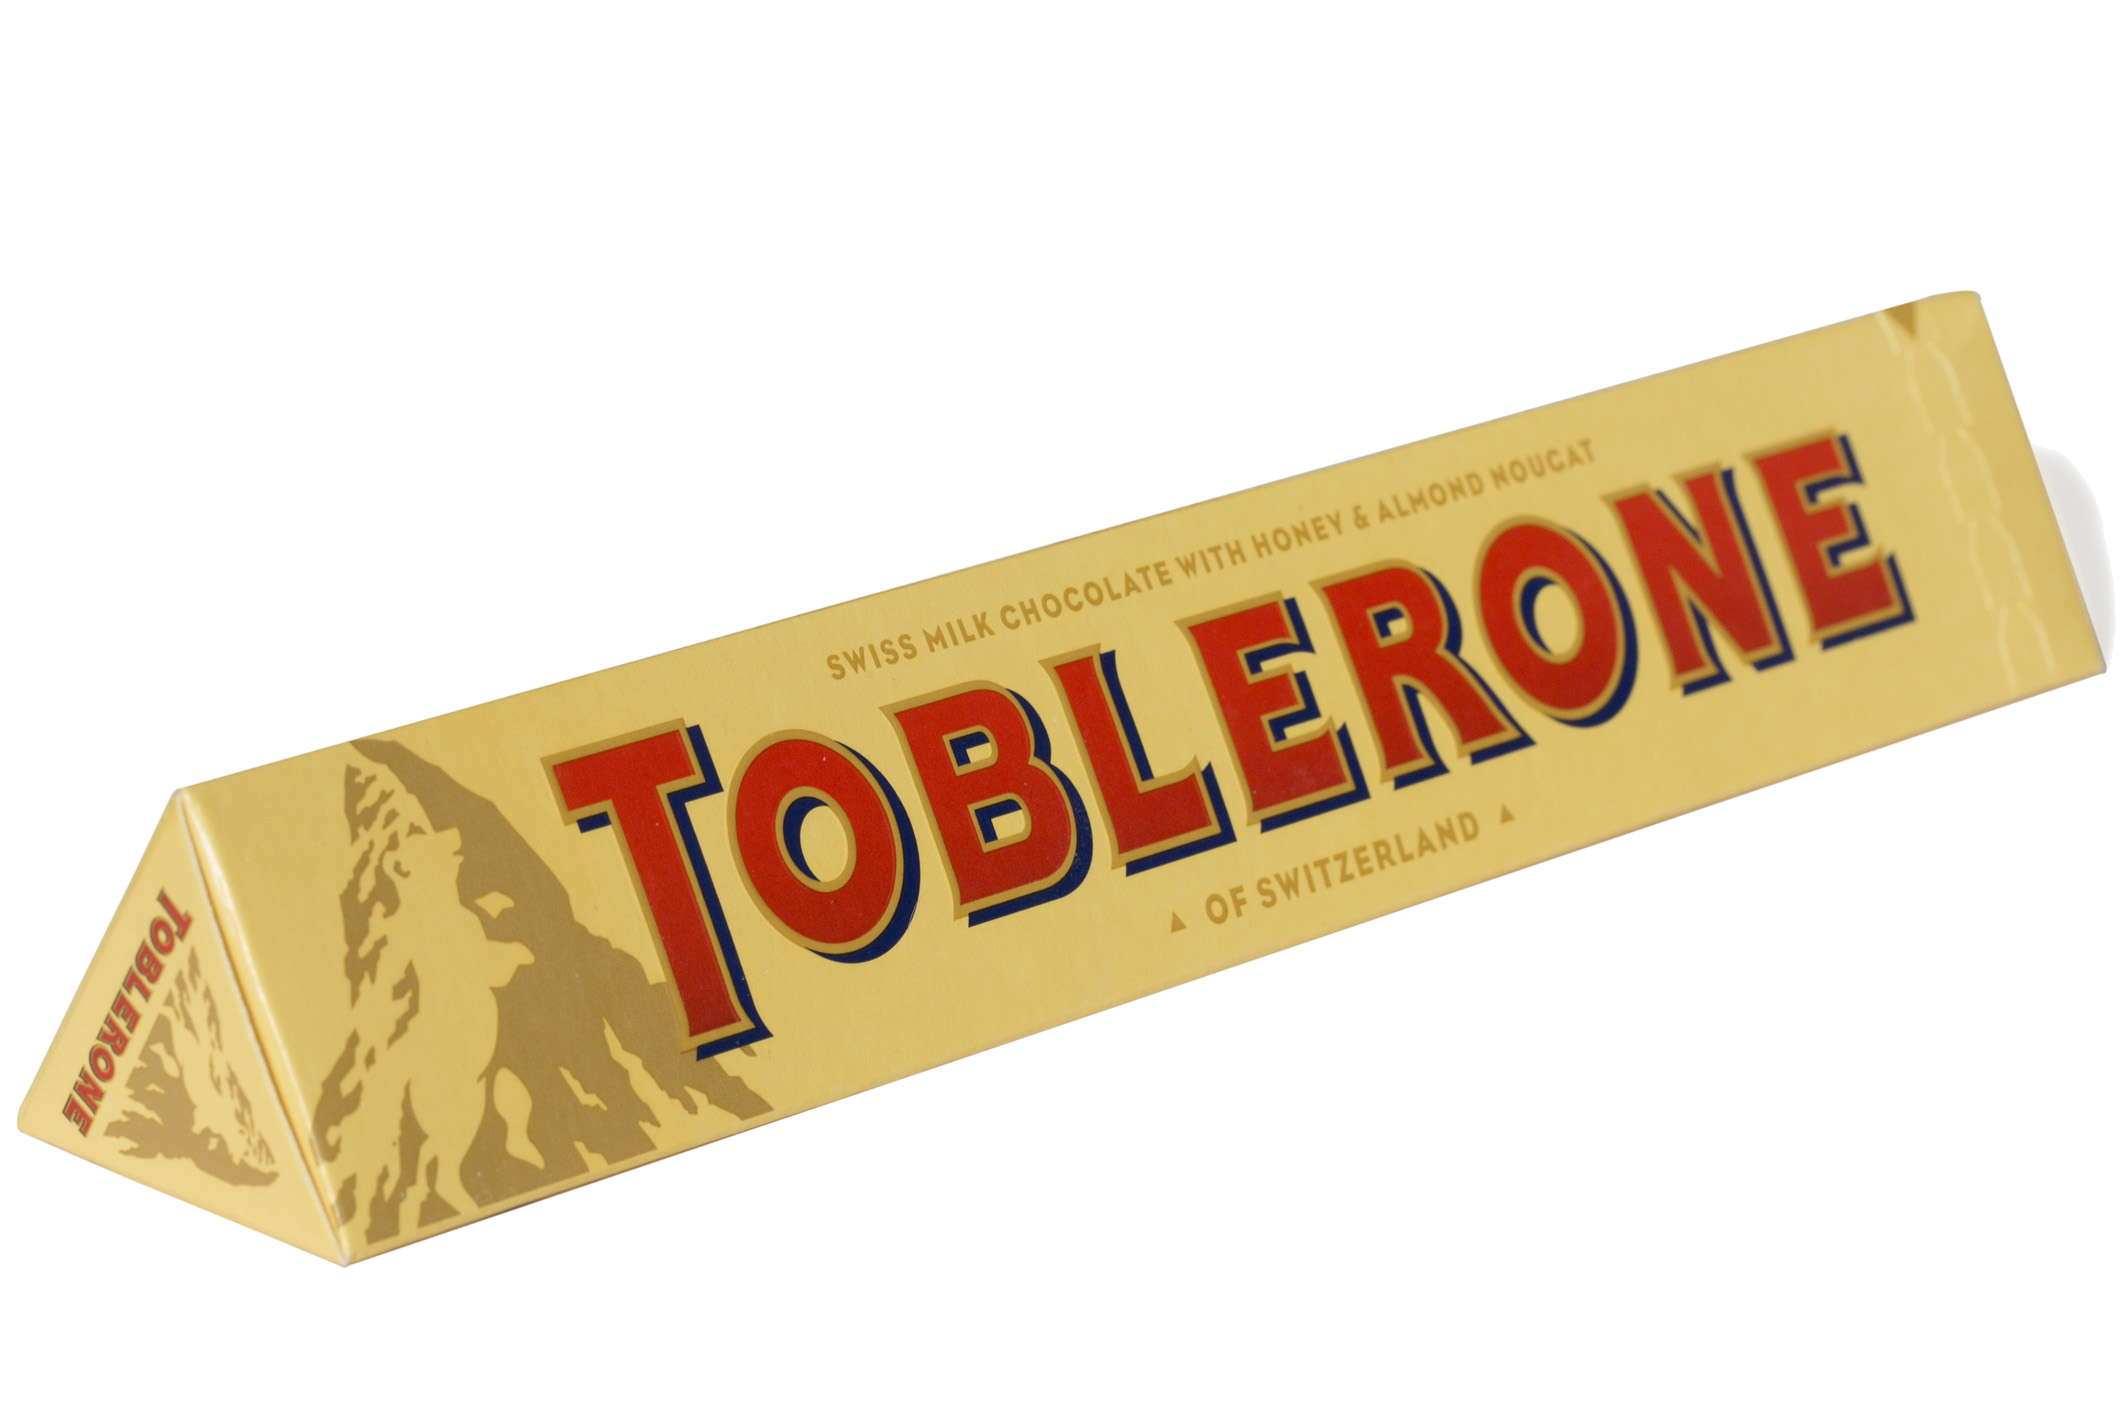 TOBLERONE
SWISS MILK CHOCOLATE WITH HONEY & ALMOND NOUGAT
TOBLERONE
OF SWITZERLAND